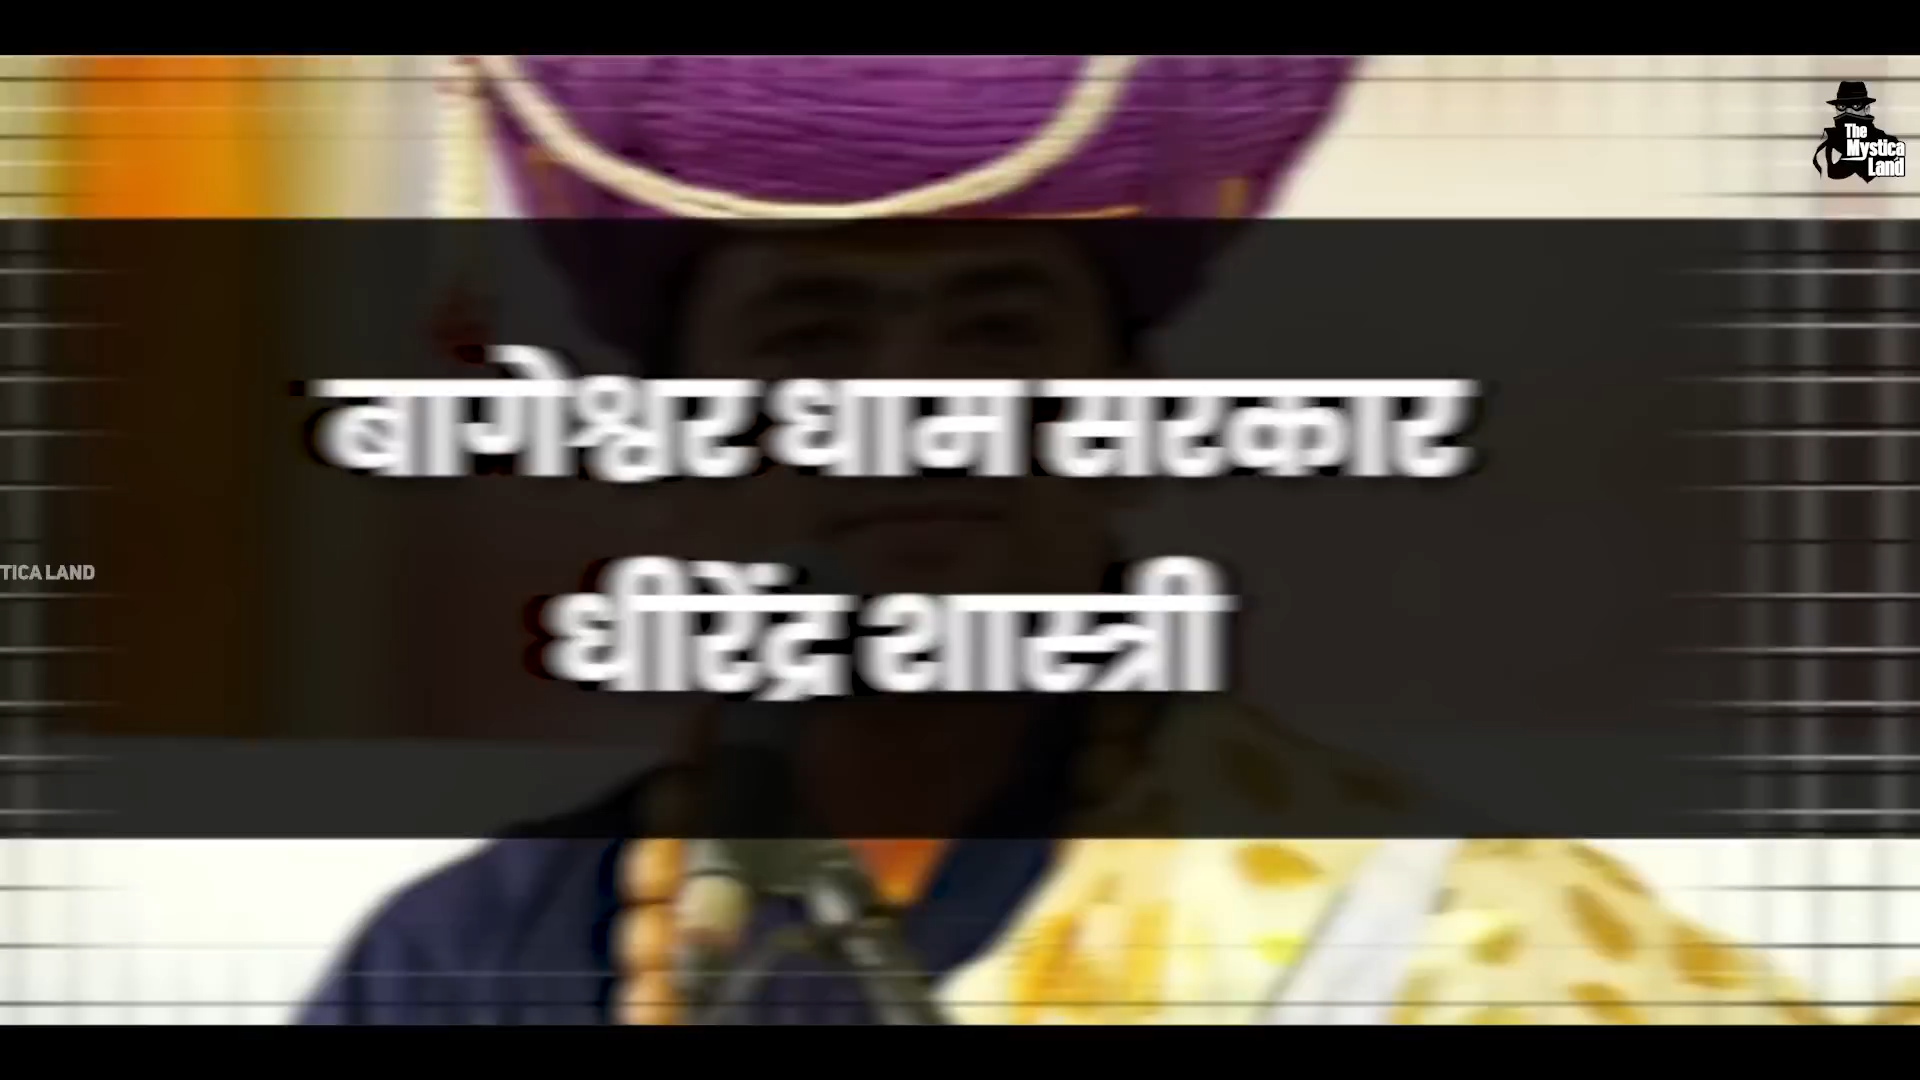 The
Mystica
Land
बागेश्वर धाम सरकार
TICA LAND
धीरेंद्र शास्त्री